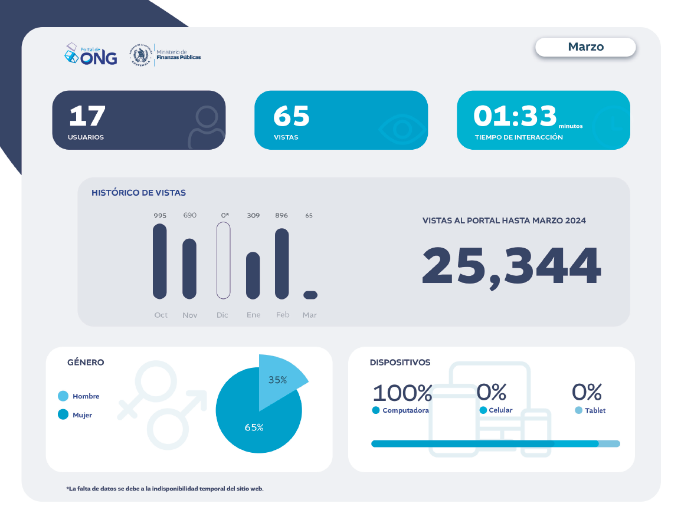 Portal de
ONG
Ministerio de
Finanzas Públicas
Marzo
17
USUARIOS
65
VISTAS
01:33 minutos
TIEMPO DE INTERACCIÓN
HISTÓRICO DE VISTAS
995 690 0* 309 896 65
Oct Nov Dic Ene Feb Mar
VISTAS AL PORTAL HASTA MARZO 2024
25,344
GÉNERO
Hombre
Mujer
35%
65%
DISPOSITIVOS
100% 0% 0%
Computadora Celular Tablet
*La falta de datos se debe a la indisponibilidad temporal del sitio web.